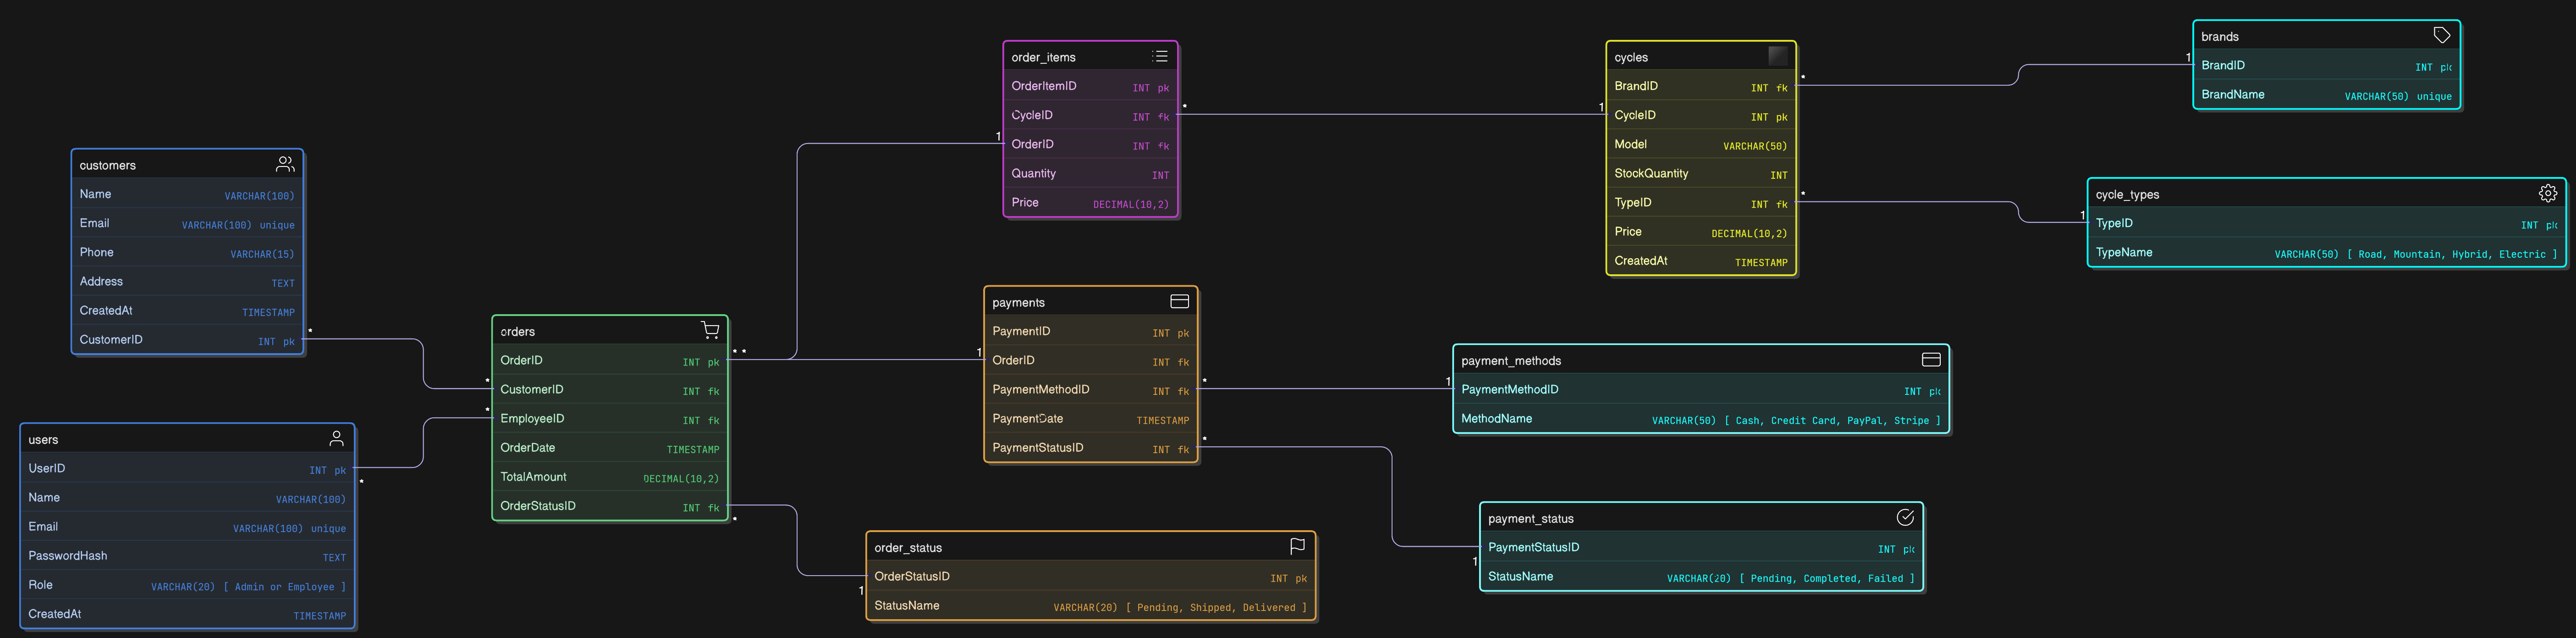 customers
Name VARCHAR(100)
Email VARCHAR(100) unique
Phone VARCHAR(15)
Address TEXT
CreatedAt TIMESTAMP
CustomerID INT pk
*
users
UserID INT pk
*
Name VARCHAR(100)
Email VARCHAR(100) unique
PasswordHash TEXT
Role VARCHAR(20) [ Admin or Employee ]
CreatedAt TIMESTAMP
orders
OrderID INT pk
* *
*
CustomerID INT fk
*
EmployeeID INT fk
OrderDate TIMESTAMP
TotalAmount DECIMAL(10,2)
OrderStatusID INT fk
*
order_items
OrderItemID INT pk
CycleID INT fk
*
1
OrderID INT fk
Quantity INT
Price DECIMAL(10,2)
payments
PaymentID INT pk
1
OrderID INT fk
PaymentMethodID INT fk
*
PaymentDate TIMESTAMP
PaymentStatusID INT fk
*
order_status
OrderStatusID INT pk
1
StatusName VARCHAR(20) [ Pending, Shipped, Delivered ]
cycles
BrandID INT fk
*
1
CycleID INT pk
Model VARCHAR(50)
StockQuantity INT
TypeID INT fk
*
Price DECIMAL(10,2)
CreatedAt TIMESTAMP
payment_methods
1
PaymentMethodID INT pk
MethodName VARCHAR(50) [ Cash, Credit Card, PayPal, Stripe ]
payment_status
PaymentStatusID INT pk
1
StatusName VARCHAR(20) [ Pending, Completed, Failed ]
brands
1
BrandID INT pk
BrandName VARCHAR(50) unique
cycle_types
1
TypeID INT pk
TypeName VARCHAR(50) [ Road, Mountain, Hybrid, Electric ]